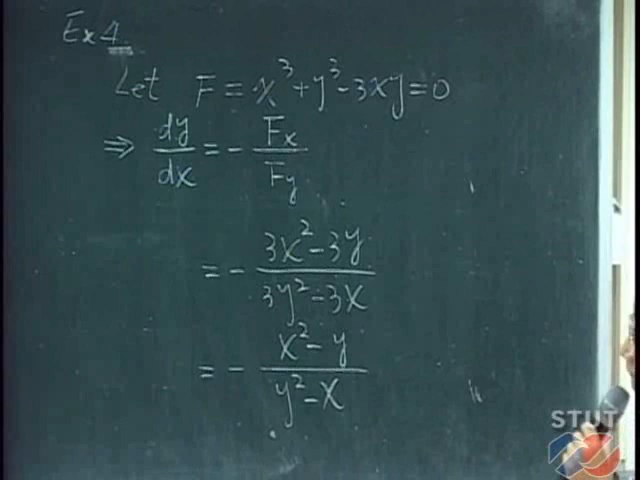 Ex 4.
Let F = x³ + y³ - 3xy = 0
⇒ dy/dx = - Fx/Fy
= - (3x² - 3y)/(3y² - 3x)
= - (x² - y)/(y² - x)
STUT